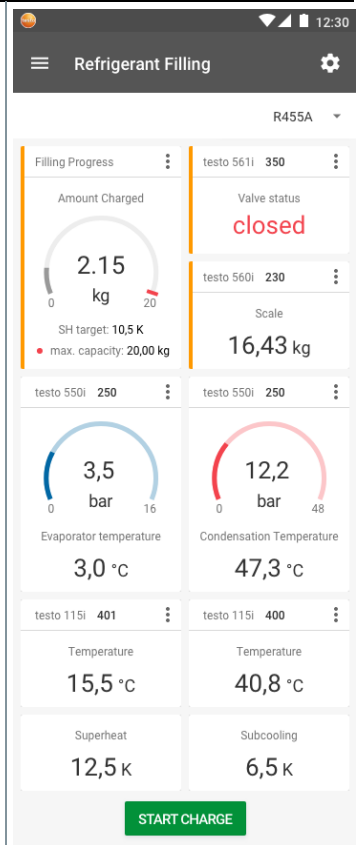 12:30
Refrigerant Filling
R455A
Filling Progress
Amount Charged
2.15
kg
0 20
SH target: 10,5 K
max. capacity: 20,00 kg
testo 561i 350
Valve status
closed
testo 560i 230
Scale
16,43 kg
testo 550i 250
3,5
bar
0 16
Evaporator temperature
3,0 °C
testo 550i 250
12,2
bar
0 48
Condensation Temperature
47,3 °C
testo 115i 401
Temperature
15,5 °C
testo 115i 400
Temperature
40,8 °C
Superheat
12,5 K
Subcooling
6,5 K
START CHARGE